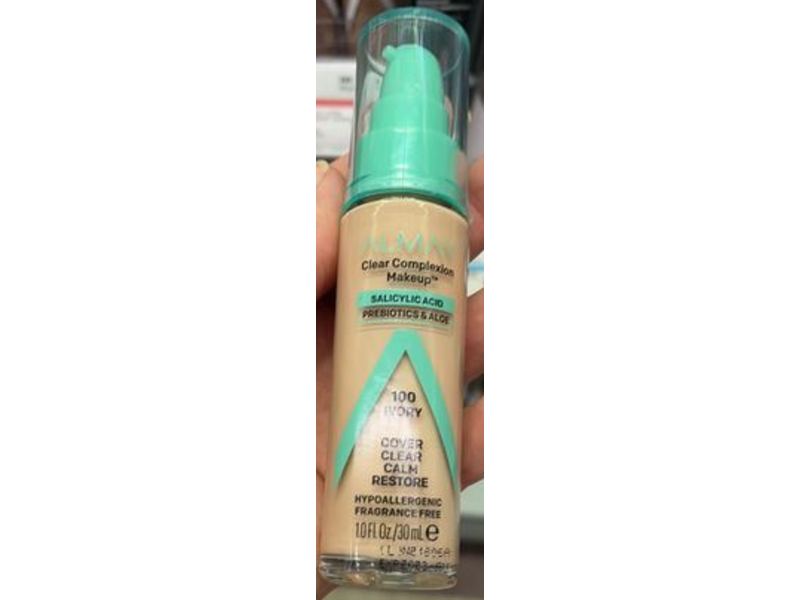 ALMAY
Clear Complexion
Makeup™
SALICYLIC ACID
PREBIOTICS & ALOE
100
IVORY
COVER
CLEAR
CALM
RESTORE
HYPOALLERGENIC
FRAGRANCE FREE
1.0 Fl. Oz./30 mL e